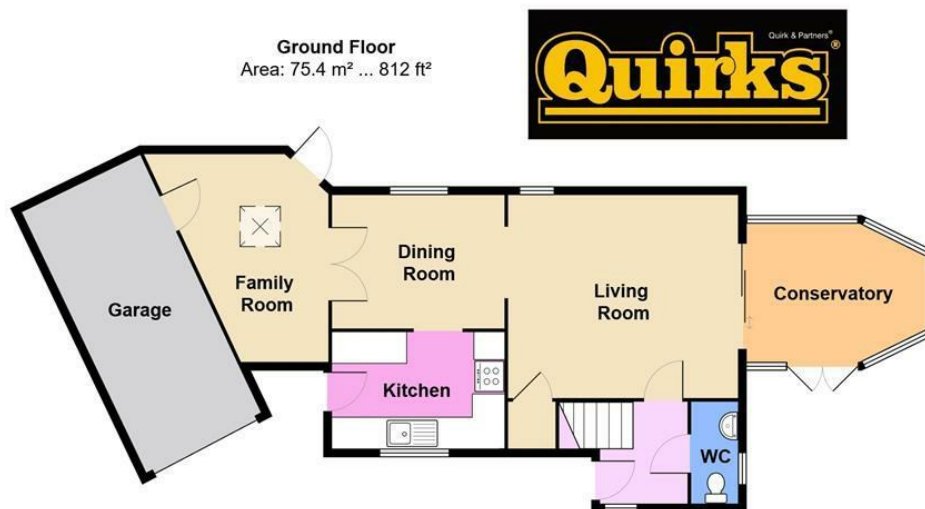 Ground Floor
Area: 75.4 m² ... 812 ft²
Quirk & Partners®
Quirks®
Garage
Family
Room
Dining
Room
Kitchen
Living
Room
Conservatory
WC